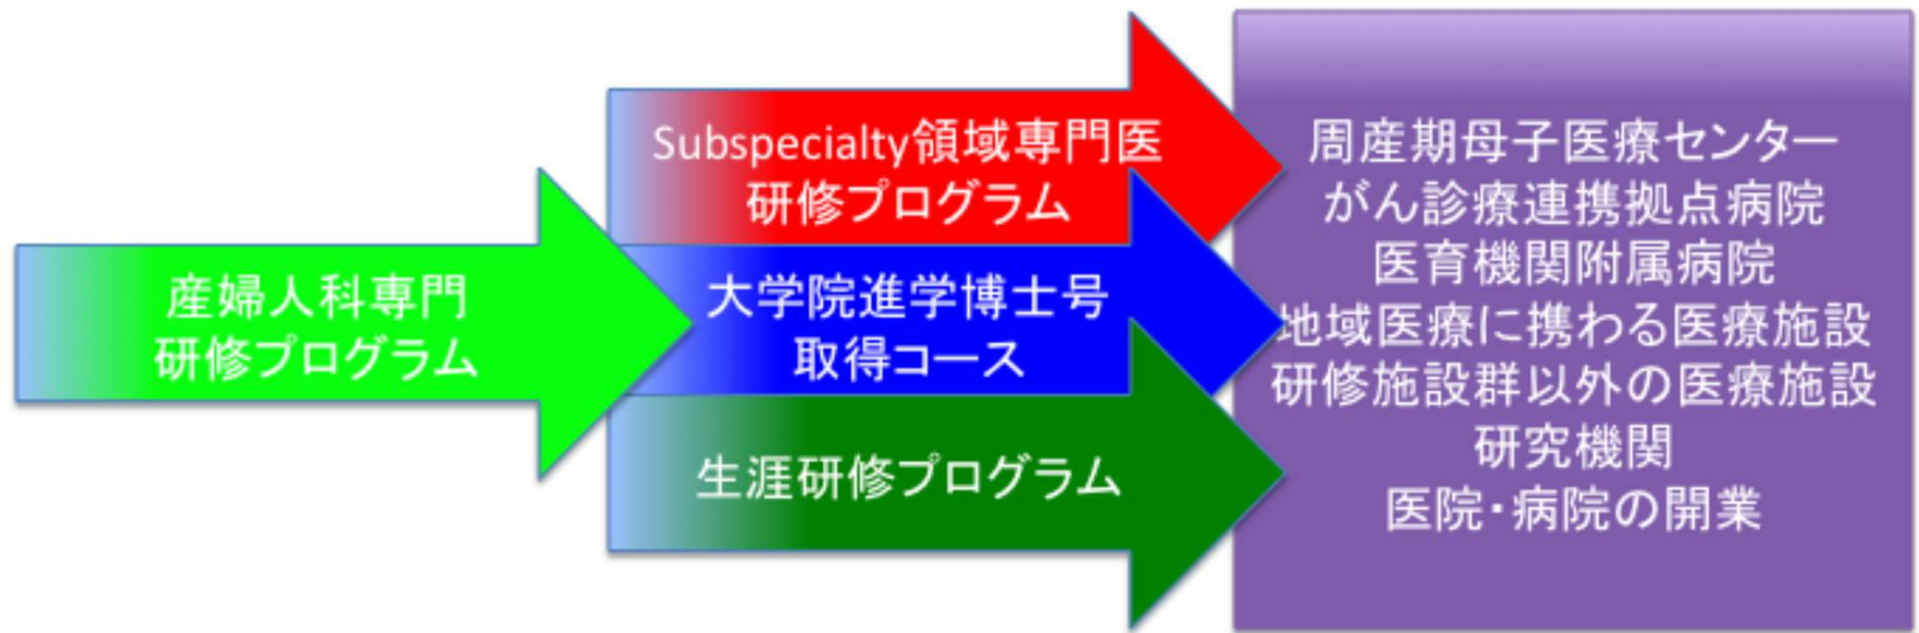 産婦人科専門
研修プログラム
Subspecialty領域専門医
研修プログラム
大学院進学博士号
取得コース
生涯研修プログラム
周産期母子医療センター
がん診療連携拠点病院
医育機関附属病院
地域医療に携わる医療施設
研修施設群以外の医療施設
研究機関
医院・病院の開業